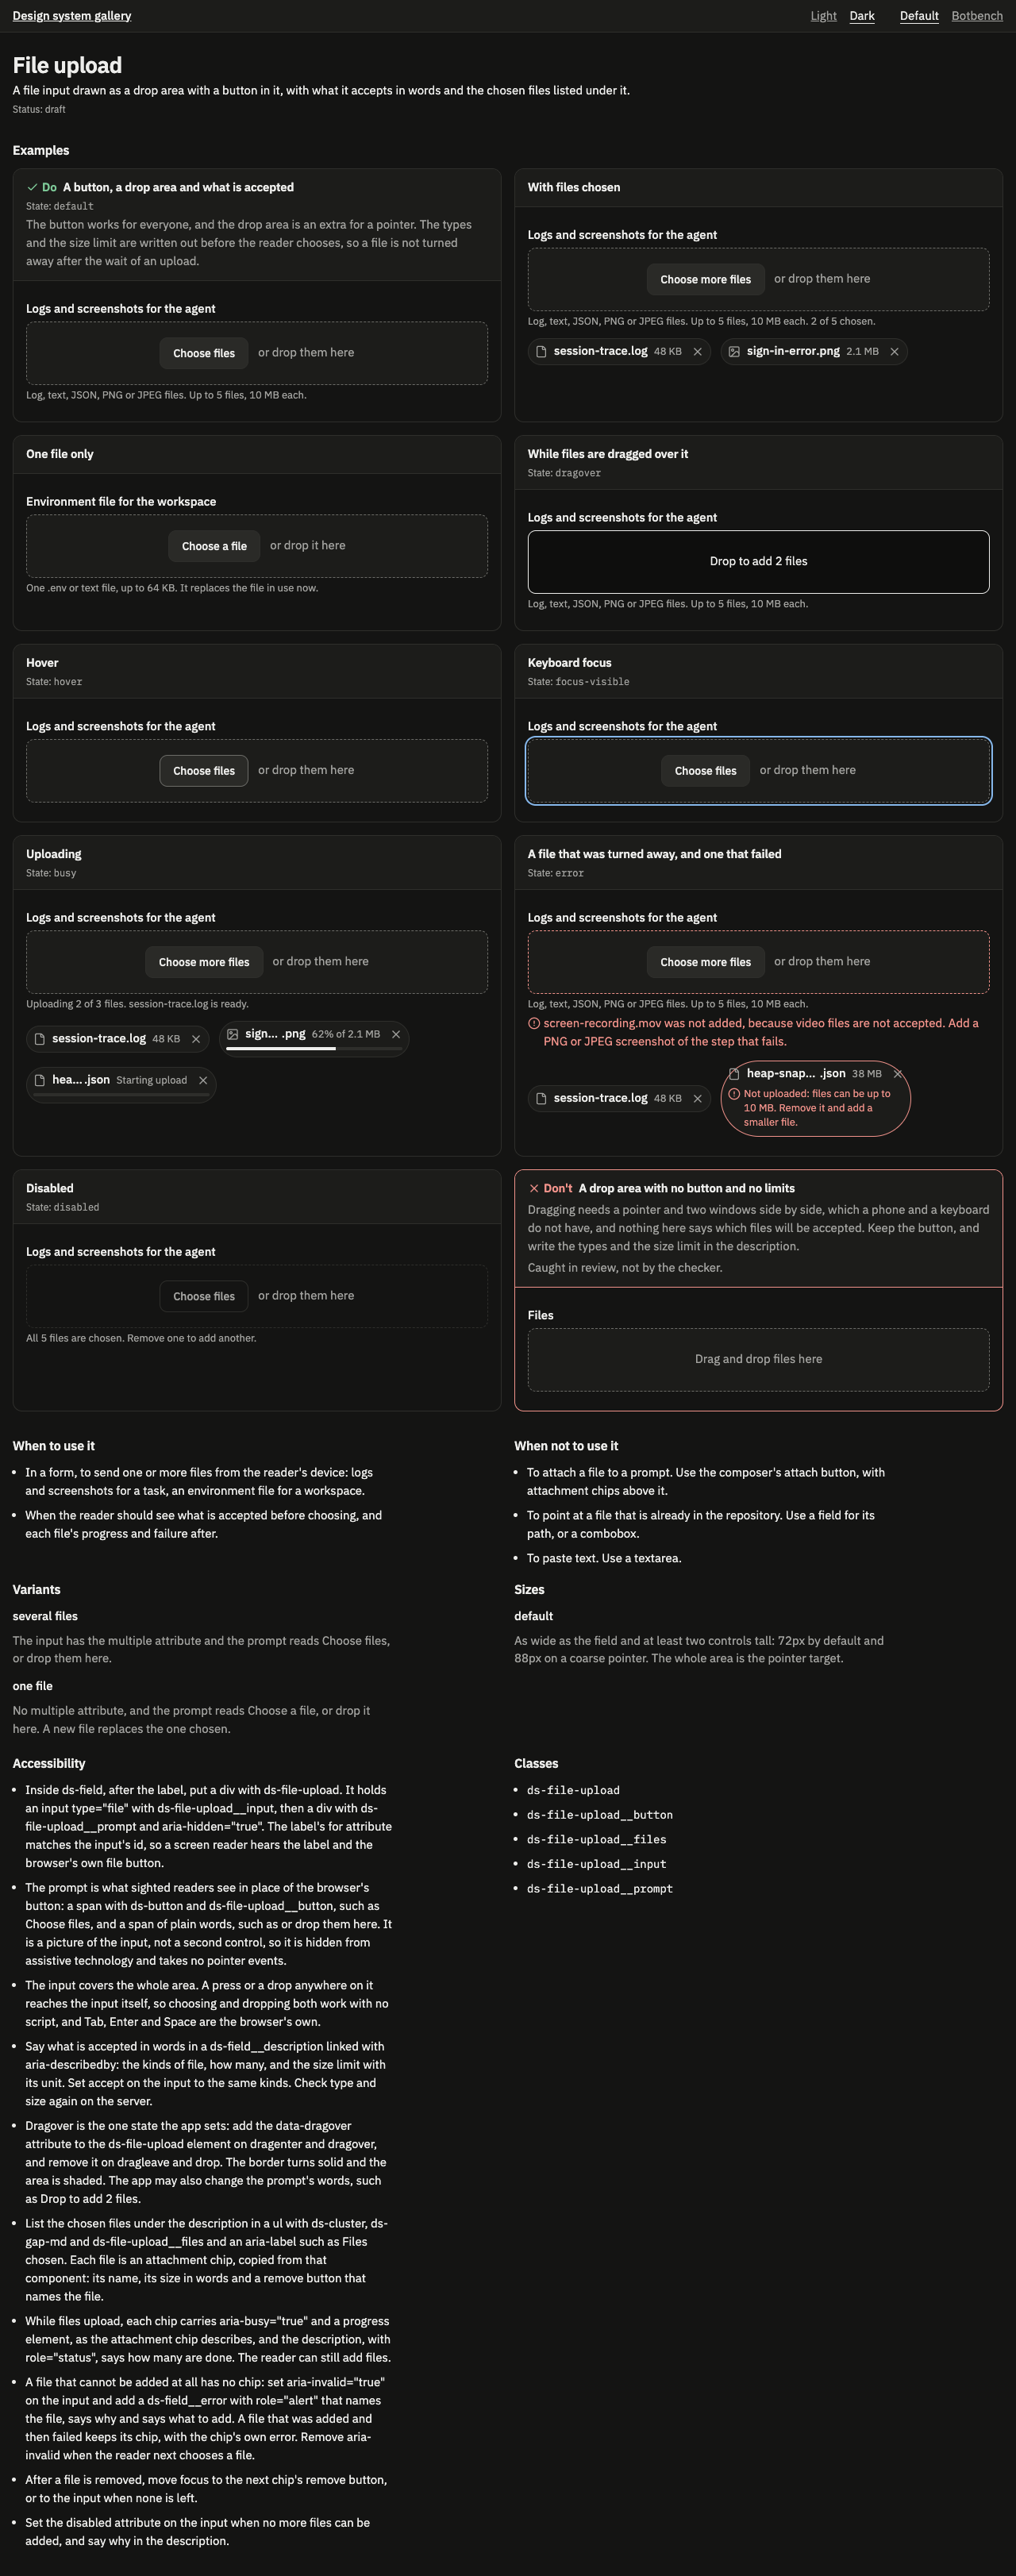 Design system gallery
Light Dark Default Botbench
File upload
A file input drawn as a drop area with a button in it, with what it accepts in words and the chosen files listed under it.
Status: draft
Examples
Do A button, a drop area and what is accepted
State: default
The button works for everyone, and the drop area is an extra for a pointer. The types
and the size limit are written out before the reader chooses, so a file is not turned
away after the wait of an upload.
Logs and screenshots for the agent
Choose files or drop them here
Log, text, JSON, PNG or JPEG files. Up to 5 files, 10 MB each.
With files chosen
Logs and screenshots for the agent
Choose more files or drop them here
Log, text, JSON, PNG or JPEG files. Up to 5 files, 10 MB each. 2 of 5 chosen.
session-trace.log 48 KB
sign-in-error.png 2.1 MB
One file only
Environment file for the workspace
Choose a file or drop it here
One .env or text file, up to 64 KB. It replaces the file in use now.
While files are dragged over it
State: dragover
Logs and screenshots for the agent
Drop to add 2 files
Log, text, JSON, PNG or JPEG files. Up to 5 files, 10 MB each.
Hover
State: hover
Logs and screenshots for the agent
Choose files or drop them here
Keyboard focus
State: focus-visible
Logs and screenshots for the agent
Choose files or drop them here
Uploading
State: busy
Logs and screenshots for the agent
Choose more files or drop them here
Uploading 2 of 3 files. session-trace.log is ready.
session-trace.log 48 KB
sign... .png 62% of 2.1 MB
hea... .json Starting upload
A file that was turned away, and one that failed
State: error
Logs and screenshots for the agent
Choose more files or drop them here
Log, text, JSON, PNG or JPEG files. Up to 5 files, 10 MB each.
screen-recording.mov was not added, because video files are not accepted. Add a
PNG or JPEG screenshot of the step that fails.
session-trace.log 48 KB
heap-snap... .json 38 MB
Not uploaded: files can be up to
10 MB. Remove it and add a
smaller file.
Disabled
State: disabled
Logs and screenshots for the agent
Choose files or drop them here
All 5 files are chosen. Remove one to add another.
Don't A drop area with no button and no limits
Dragging needs a pointer and two windows side by side, which a phone and a keyboard
do not have, and nothing here says which files will be accepted. Keep the button, and
write the types and the size limit in the description.
Caught in review, not by the checker.
Files
Drag and drop files here
When to use it
In a form, to send one or more files from the reader's device: logs
and screenshots for a task, an environment file for a workspace.
When the reader should see what is accepted before choosing, and
each file's progress and failure after.
When not to use it
To attach a file to a prompt. Use the composer's attach button, with
attachment chips above it.
To point at a file that is already in the repository. Use a field for its
path, or a combobox.
To paste text. Use a textarea.
Variants
several files
The input has the multiple attribute and the prompt reads Choose files,
or drop them here.
one file
No multiple attribute, and the prompt reads Choose a file, or drop it
here. A new file replaces the one chosen.
Sizes
default
As wide as the field and at least two controls tall: 72px by default and
88px on a coarse pointer. The whole area is the pointer target.
Accessibility
Inside ds-field, after the label, put a div with ds-file-upload. It holds
an input type="file" with ds-file-upload__input, then a div with ds-
file-upload__prompt and aria-hidden="true". The label's for attribute
matches the input's id, so a screen reader hears the label and the
browser's own file button.
The prompt is what sighted readers see in place of the browser's
button: a span with ds-button and ds-file-upload__button, such as
Choose files, and a span of plain words, such as or drop them here. It
is a picture of the input, not a second control, so it is hidden from
assistive technology and takes no pointer events.
The input covers the whole area. A press or a drop anywhere on it
reaches the input itself, so choosing and dropping both work with no
script, and Tab, Enter and Space are the browser's own.
Say what is accepted in words in a ds-field__description linked with
aria-describedby: the kinds of file, how many, and the size limit with
its unit. Set accept on the input to the same kinds. Check type and
size again on the server.
Dragover is the one state the app sets: add the data-dragover
attribute to the ds-file-upload element on dragenter and dragover,
and remove it on dragleave and drop. The border turns solid and the
area is shaded. The app may also change the prompt's words, such
as Drop to add 2 files.
List the chosen files under the description in a ul with ds-cluster, ds-
gap-md and ds-file-upload__files and an aria-label such as Files
chosen. Each file is an attachment chip, copied from that
component: its name, its size in words and a remove button that
names the file.
While files upload, each chip carries aria-busy="true" and a progress
element, as the attachment chip describes, and the description, with
role="status", says how many are done. The reader can still add files.
A file that cannot be added at all has no chip: set aria-invalid="true"
on the input and add a ds-field__error with role="alert" that names
the file, says why and says what to add. A file that was added and
then failed keeps its chip, with the chip's own error. Remove aria-
invalid when the reader next chooses a file.
After a file is removed, move focus to the next chip's remove button,
or to the input when none is left.
Set the disabled attribute on the input when no more files can be
added, and say why in the description.
Classes
ds-file-upload
ds-file-upload__button
ds-file-upload__files
ds-file-upload__input
ds-file-upload__prompt